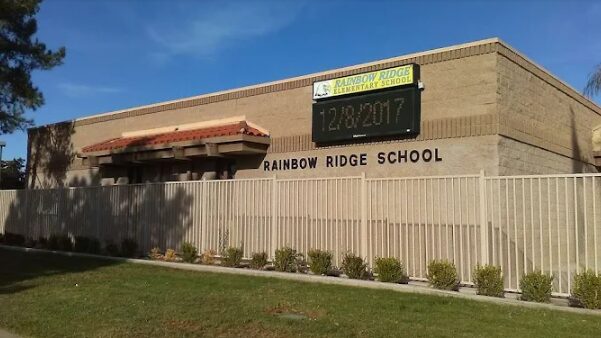 RAINBOW RIDGE
ELEMENTARY SCHOOL
12/8/2017
RAINBOW RIDGE SCHOOL